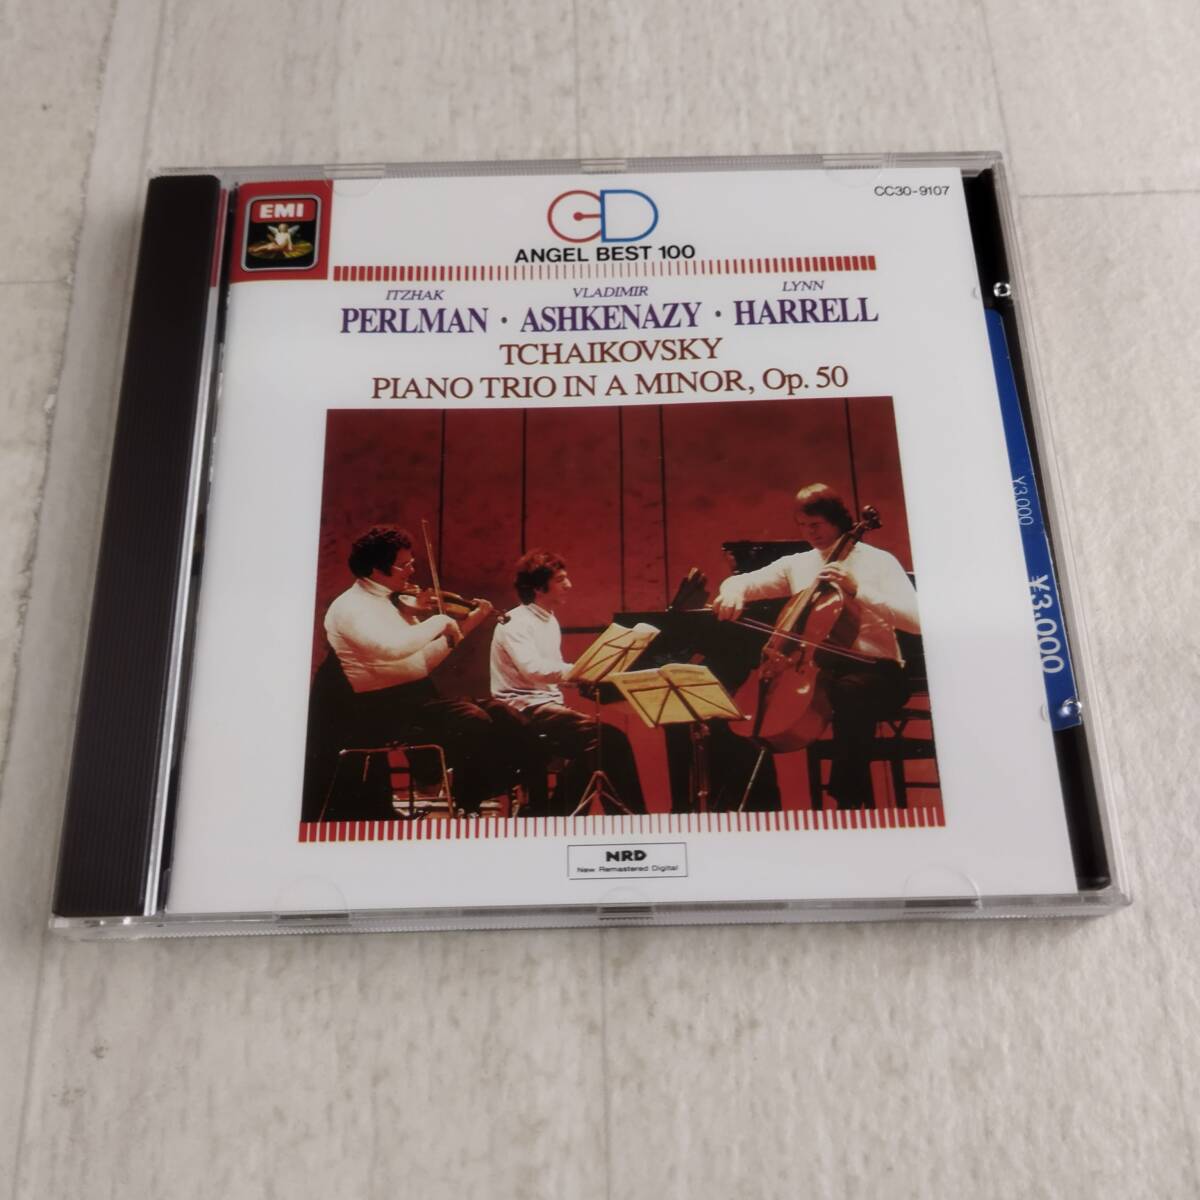 EMI
CD
CC30-9107
ANGEL BEST 100
ITZHAK VLADIMIR LYNN
PERLMAN · ASHKENAZY · HARRELL
TCHAIKOVSKY
PIANO TRIO IN A MINOR, Op. 50
¥3,000
¥3,000
NRD
New Remastered Digital